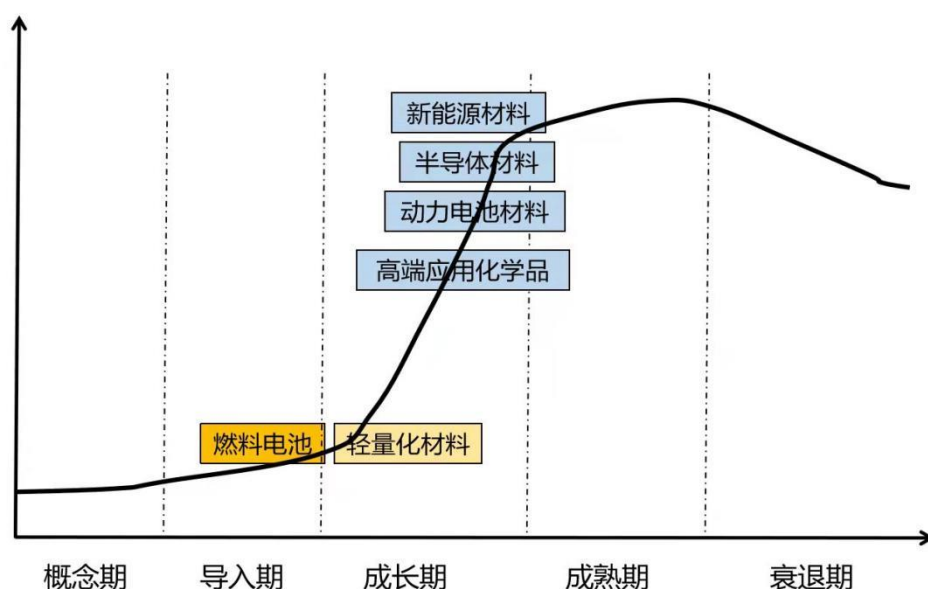 新能源材料
半导体材料
动力电池材料
高端应用化学品
燃料电池 轻量化材料
概念期 导入期 成长期 成熟期 衰退期